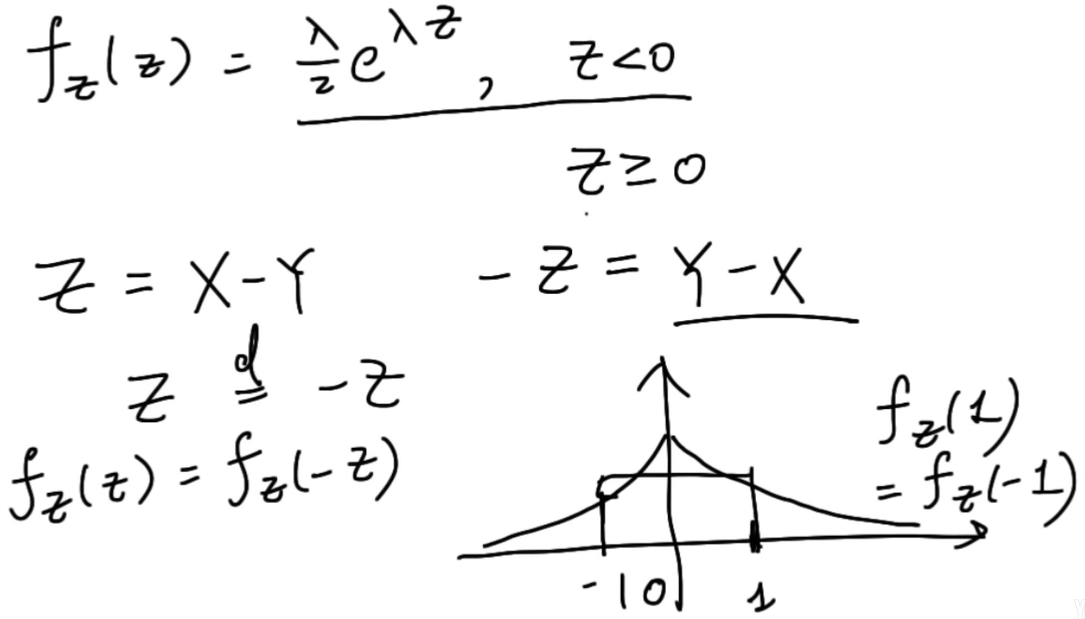 f_Z(z) = λ/2 e^{λz}, z<0
z ≥ 0
Z = X-Y   -Z = Y-X
Z d= -Z
f_Z(z) = f_Z(-z)
f_Z(1)
= f_Z(-1)
-1 0 1
Y